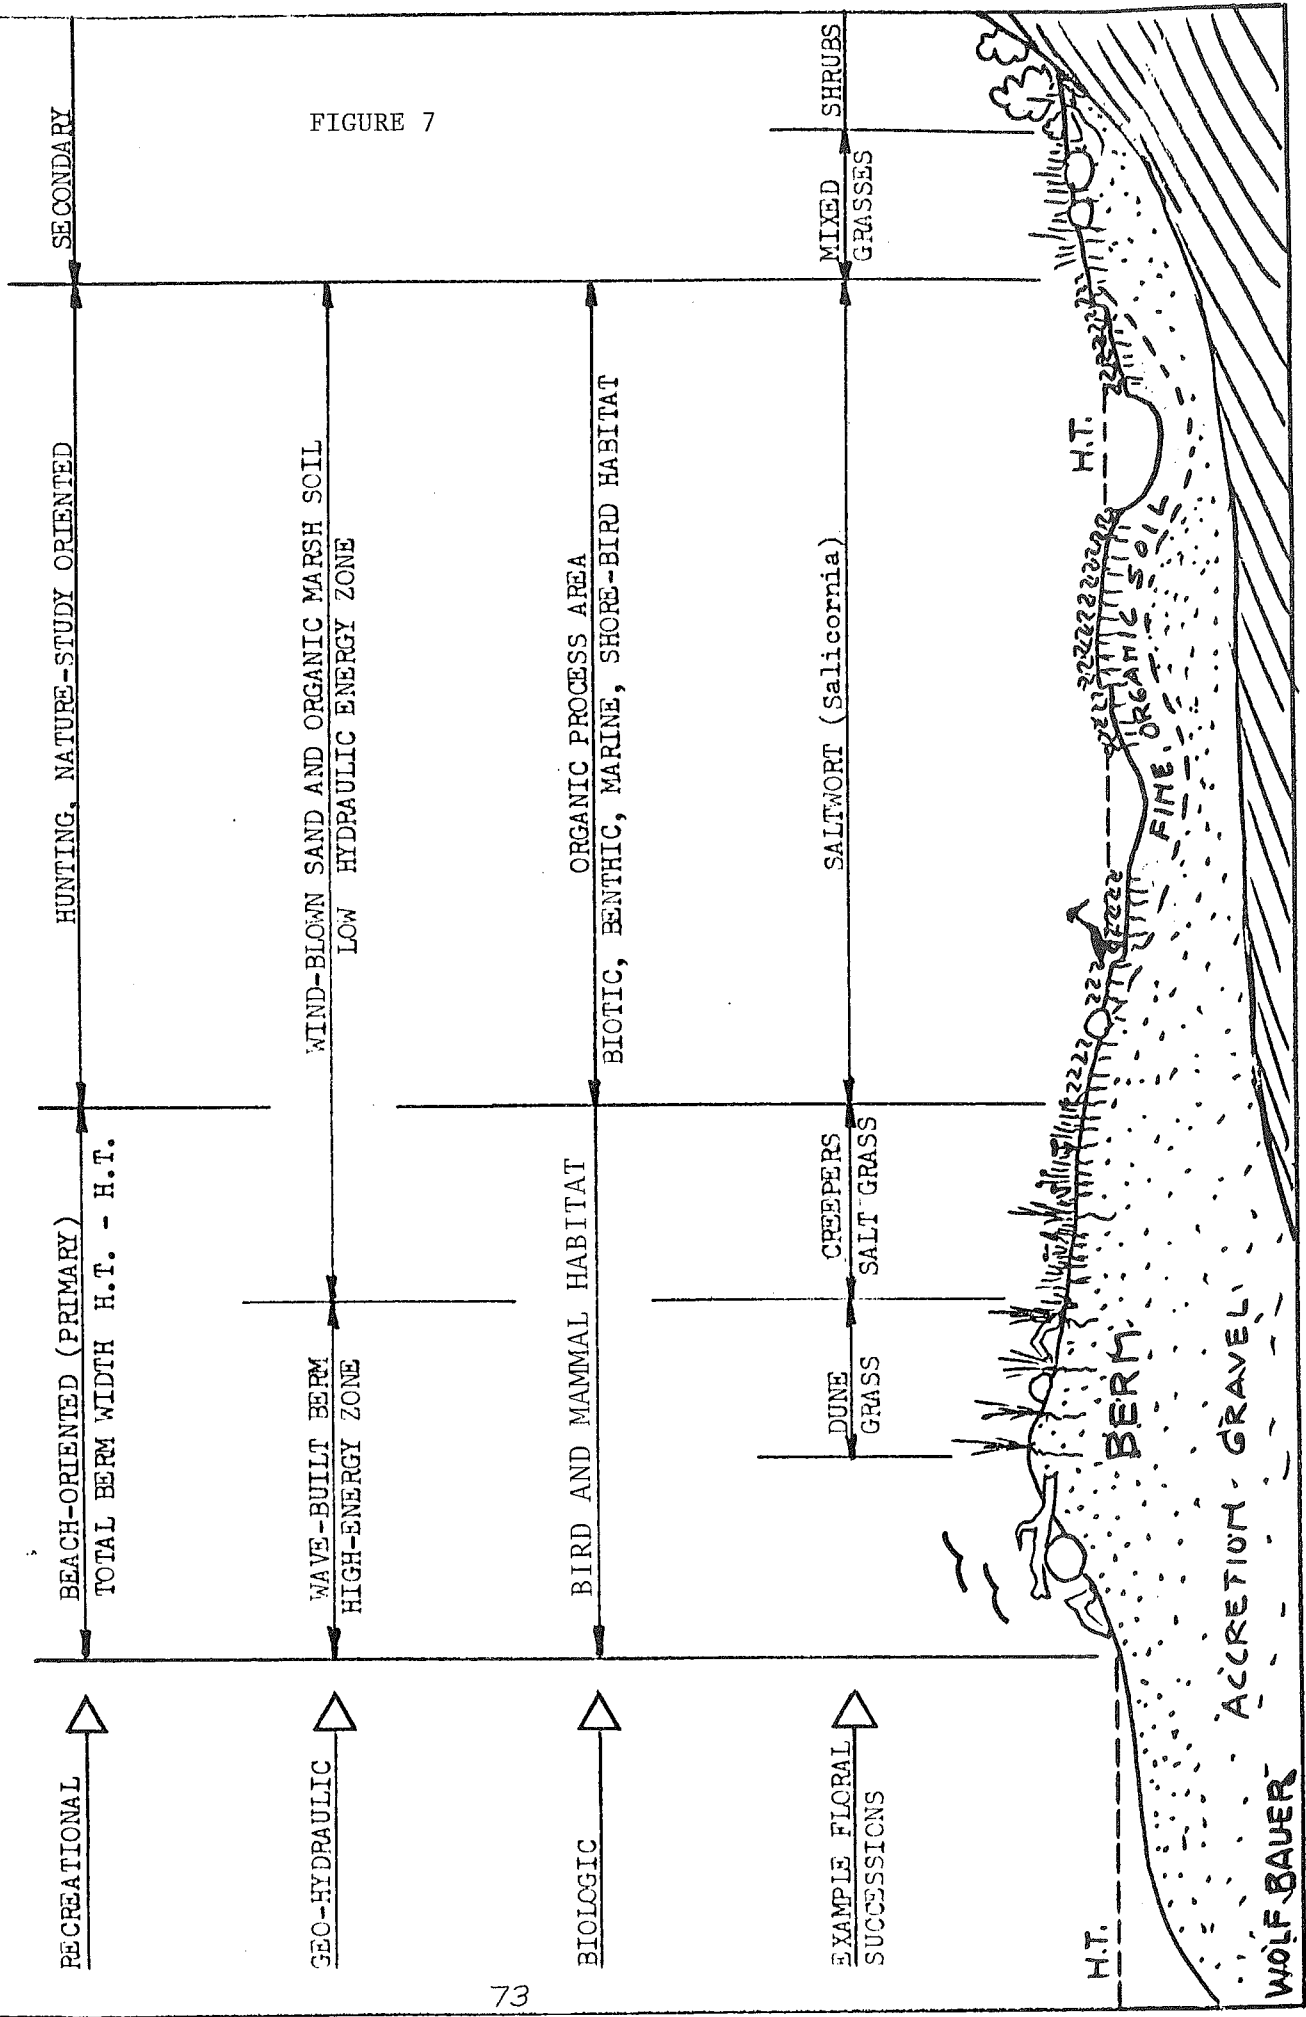 FIGURE 7
RECREATIONAL
BEACH-ORIENTED (PRIMARY)
TOTAL BERM WIDTH H.T. - H.T.
HUNTING, NATURE-STUDY ORIENTED
SECONDARY
GEO-HYDRAULIC
WAVE-BUILT BERM
HIGH-ENERGY ZONE
WIND-BLOWN SAND AND ORGANIC MARSH SOIL
LOW HYDRAULIC ENERGY ZONE
BIOLOGIC
BIRD AND MAMMAL HABITAT
ORGANIC PROCESS AREA
BIOTIC, BENTHIC, MARINE, SHORE-BIRD HABITAT
EXAMPLE FLORAL
SUCCESSIONS
DUNE
GRASS
CREEPERS
SALT GRASS
SALTWORT (Salicornia)
MIXED
GRASSES
SHRUBS
H.T.
H.T.
BERM
FINE ORGANIC SOIL
ACCRETION GRAVEL
WOLF BAUER
73